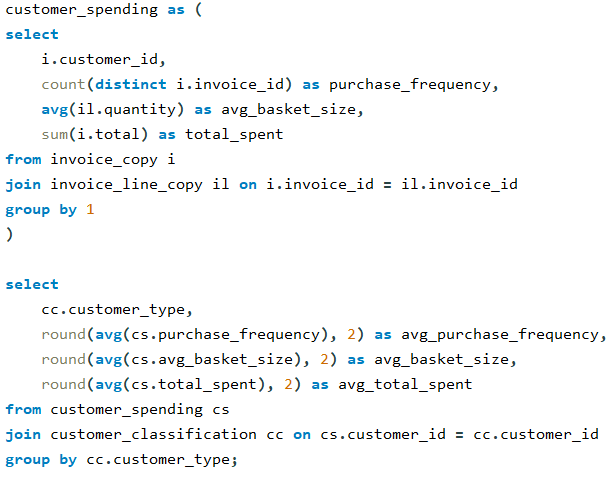 customer_spending as (
select
    i.customer_id,
    count(distinct i.invoice_id) as purchase_frequency,
    avg(il.quantity) as avg_basket_size,
    sum(i.total) as total_spent
from invoice_copy i
join invoice_line_copy il on i.invoice_id = il.invoice_id
group by 1
)

select
    cc.customer_type,
    round(avg(cs.purchase_frequency), 2) as avg_purchase_frequency,
    round(avg(cs.avg_basket_size), 2) as avg_basket_size,
    round(avg(cs.total_spent), 2) as avg_total_spent
from customer_spending cs
join customer_classification cc on cs.customer_id = cc.customer_id
group by cc.customer_type;